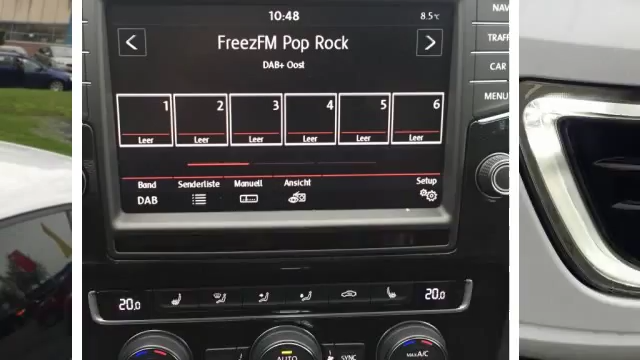 10:48 8.5°C
NAV
FreezFM Pop Rock
TRAFF
DAB+ Oost
CAR
MENU
1 2 3 4 5 6
Leer Leer Leer Leer Leer Leer
Band Senderliste Manuell Ansicht Setup
DAB
20.0 20.0
AUTO SYNC MAX A/C